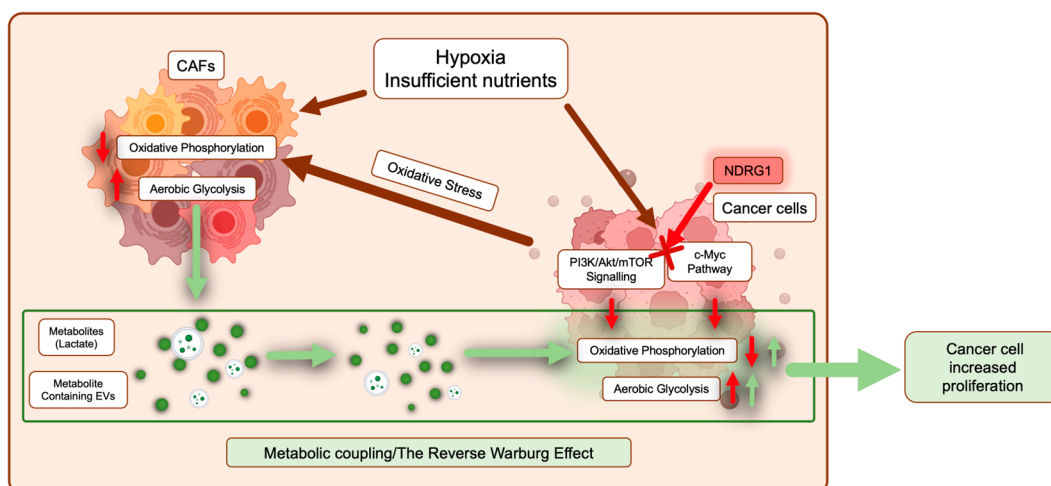 Hypoxia
Insufficient nutrients
CAFs
Oxidative Phosphorylation
Aerobic Glycolysis
Oxidative Stress
NDRG1
Cancer cells
PI3K/Akt/mTOR
Signalling
c-Myc
Pathway
Metabolites
(Lactate)
Metabolite
Containing EVs
Oxidative Phosphorylation
Aerobic Glycolysis
Cancer cell
increased
proliferation
Metabolic coupling/The Reverse Warburg Effect